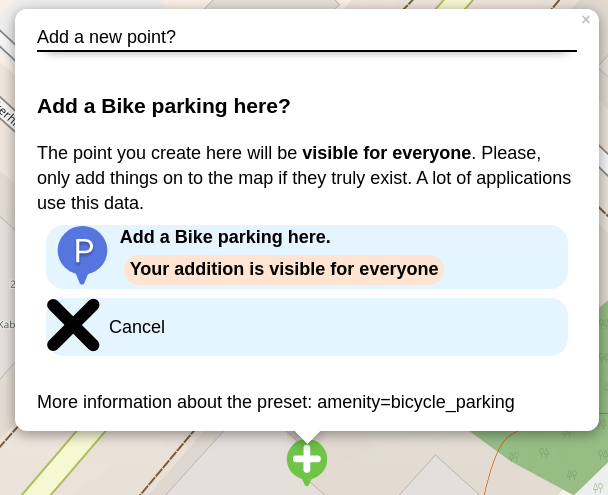 ×
Add a new point?
Add a Bike parking here?
The point you create here will be visible for everyone. Please,
only add things on to the map if they truly exist. A lot of applications
use this data.
P
Add a Bike parking here.
Your addition is visible for everyone
Cancel
More information about the preset: amenity=bicycle_parking